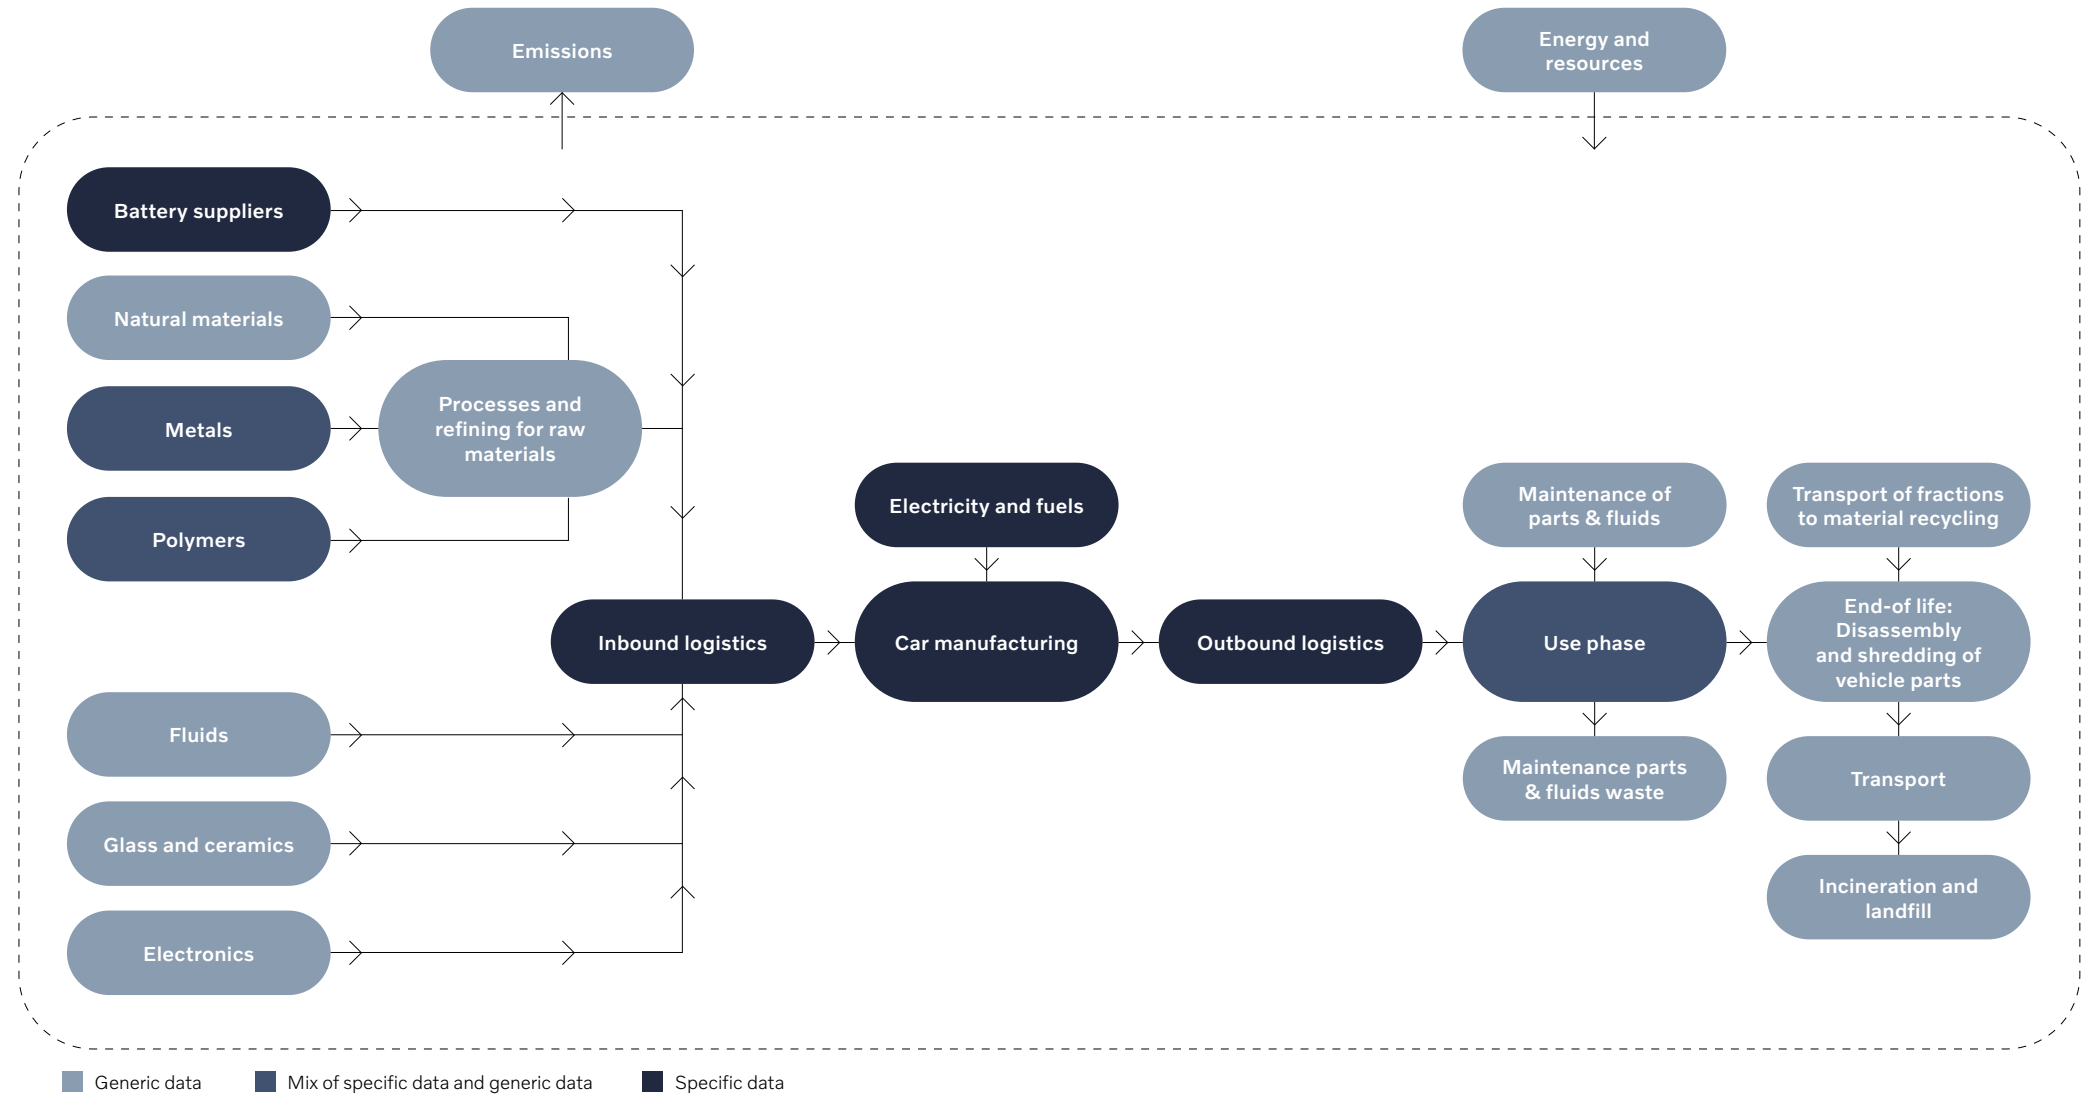 Emissions
Energy and
resources
Battery suppliers
Natural materials
Metals
Processes and
refining for raw
materials
Polymers
Electricity and fuels
Maintenance of
parts & fluids
Transport of fractions
to material recycling
Inbound logistics
Car manufacturing
Outbound logistics
Use phase
End-of life:
Disassembly
and shredding of
vehicle parts
Fluids
Maintenance parts
& fluids waste
Transport
Glass and ceramics
Incineration and
landfill
Electronics
Generic data
Mix of specific data and generic data
Specific data